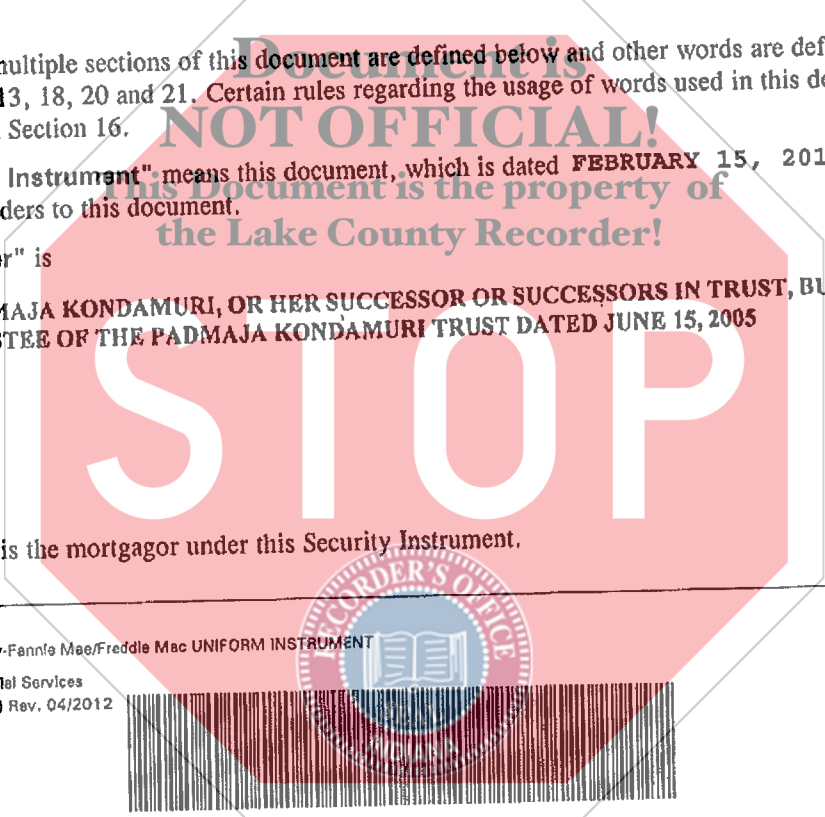 Document is
multiple sections of this document are defined below and other words are def
13, 18, 20 and 21. Certain rules regarding the usage of words used in this do
NOT OFFICIAL!
Section 16.
Instrument" means this document, which is dated FEBRUARY 15, 201
This Document is the property of
ders to this document.
the Lake County Recorder!
r" is
MAJA KONDAMURI, OR HER SUCCESSOR OR SUCCESSORS IN TRUST, BU
STEE OF THE PADMAJA KONDAMURI TRUST DATED JUNE 15, 2005
STOP
is the mortgagor under this Security Instrument.
RECORDER'S OFFICE
-Fannie Mae/Freddie Mac UNIFORM INSTRUMENT
ial Services
Rev. 04/2012
SEAL
INDIANA